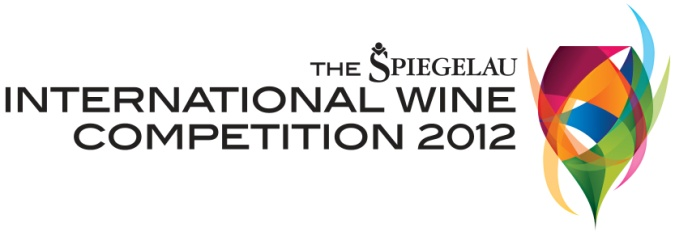 THE SPIEGELAU
INTERNATIONAL WINE
COMPETITION 2012